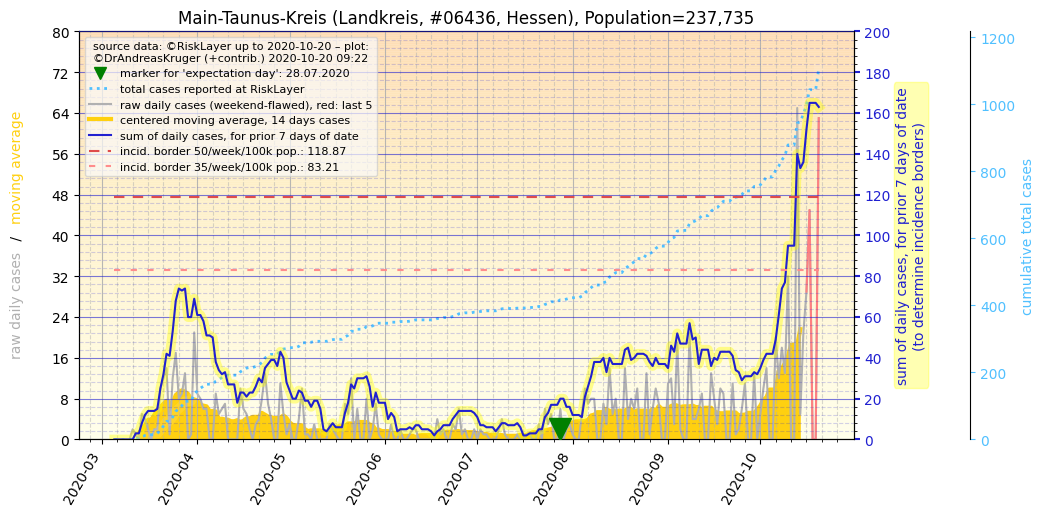 Main-Taunus-Kreis (Landkreis, #06436, Hessen), Population=237,735
source data: ©RiskLayer up to 2020-10-20 – plot:
©DrAndreasKruger (+contrib.) 2020-10-20 09:22
marker for 'expectation day': 28.07.2020
total cases reported at RiskLayer
raw daily cases (weekend-flawed), red: last 5
centered moving average, 14 days cases
sum of daily cases, for prior 7 days of date
incid. border 50/week/100k pop.: 118.87
incid. border 35/week/100k pop.: 83.21
raw daily cases / moving average
80
72
64
56
48
40
32
24
16
8
0
2020-03
2020-04
2020-05
2020-06
2020-07
2020-08
2020-09
2020-10
200
180
160
140
120
100
80
60
40
20
0
sum of daily cases, for prior 7 days of date
(to determine incidence borders)
1200
1000
800
600
400
200
0
cumulative total cases